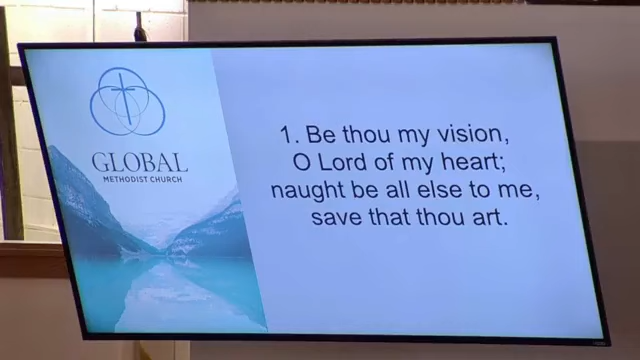 GLOBAL
METHODIST CHURCH
1. Be thou my vision,
O Lord of my heart;
naught be all else to me,
save that thou art.